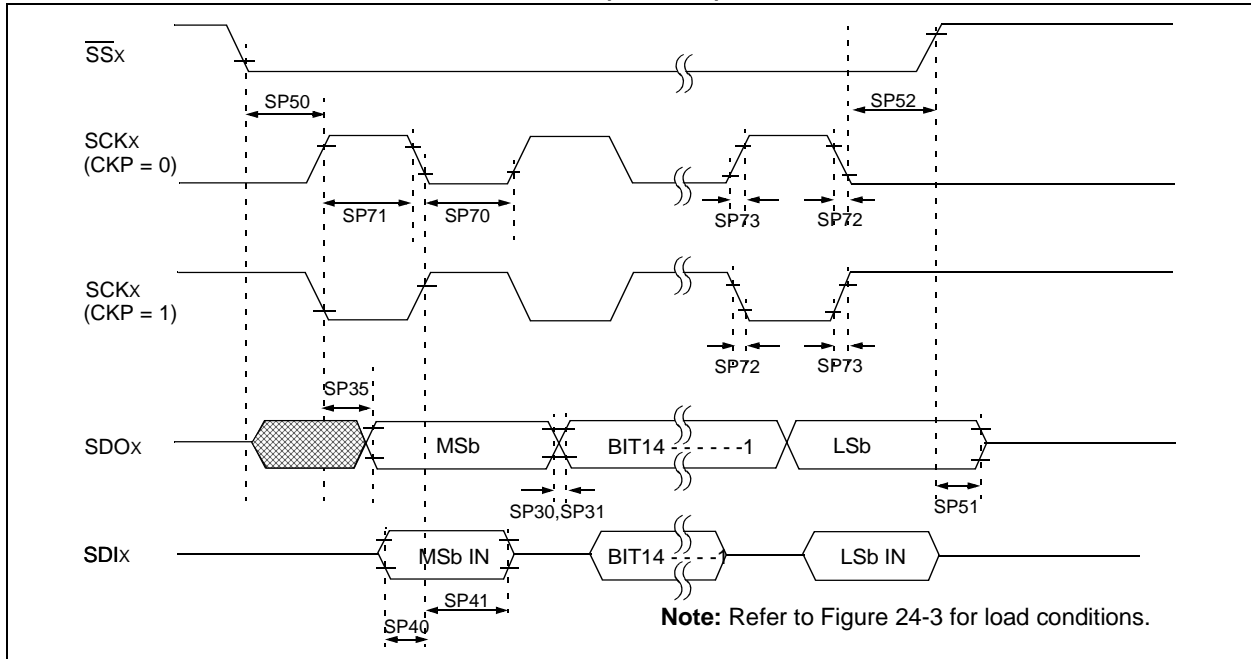 SSX
SP50
SP52
SCKX
(CKP = 0)
SP71
SP70
SP73
SP72
SCKX
(CKP = 1)
SP72
SP73
SP35
SDOX
MSb
BIT14 - - - - - -1
LSb
SP30,SP31
SP51
SDIX
MSb IN
BIT14 - - - - -1
LSb IN
SP41
SP40
Note: Refer to Figure 24-3 for load conditions.